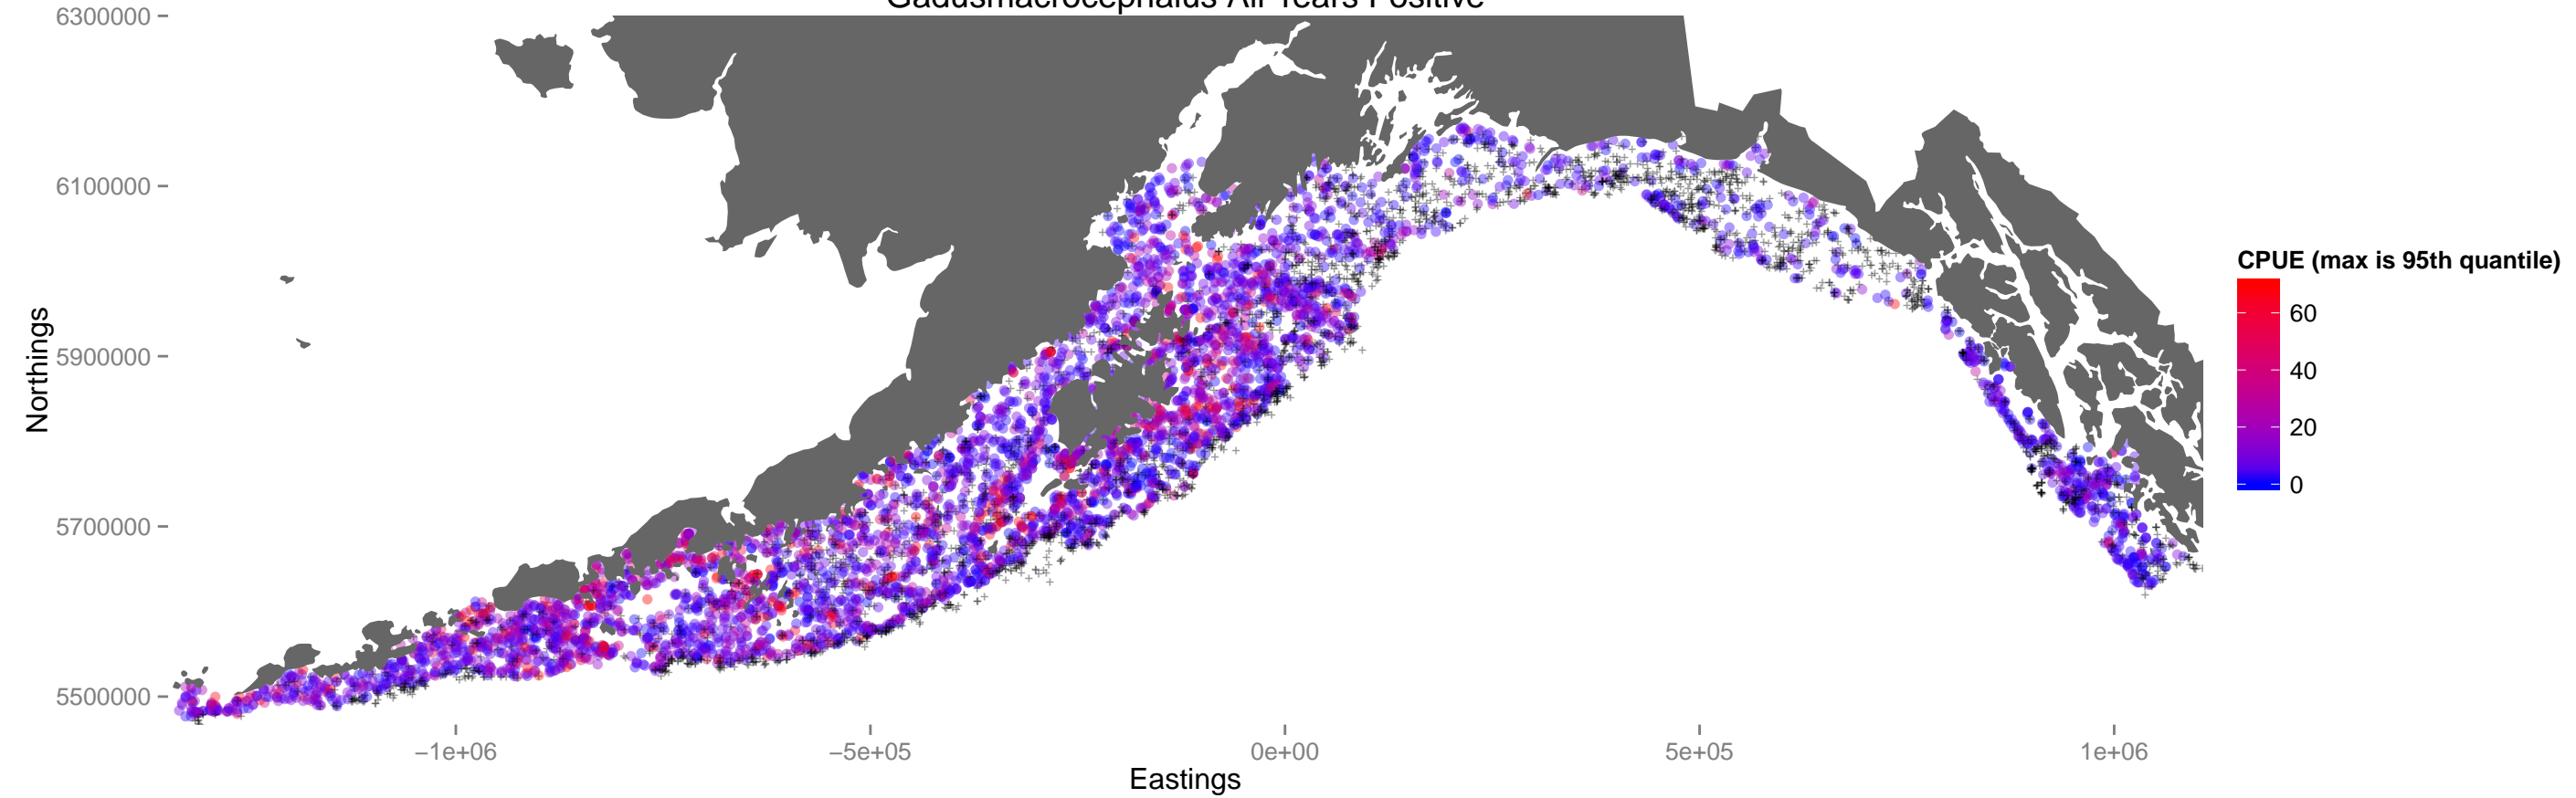 Gadusmacrocephalus All Years Positive
6300000
6100000
5900000
5700000
5500000
Northings
−1e+06
−5e+05
0e+00
5e+05
1e+06
Eastings
CPUE (max is 95th quantile)
60
40
20
0